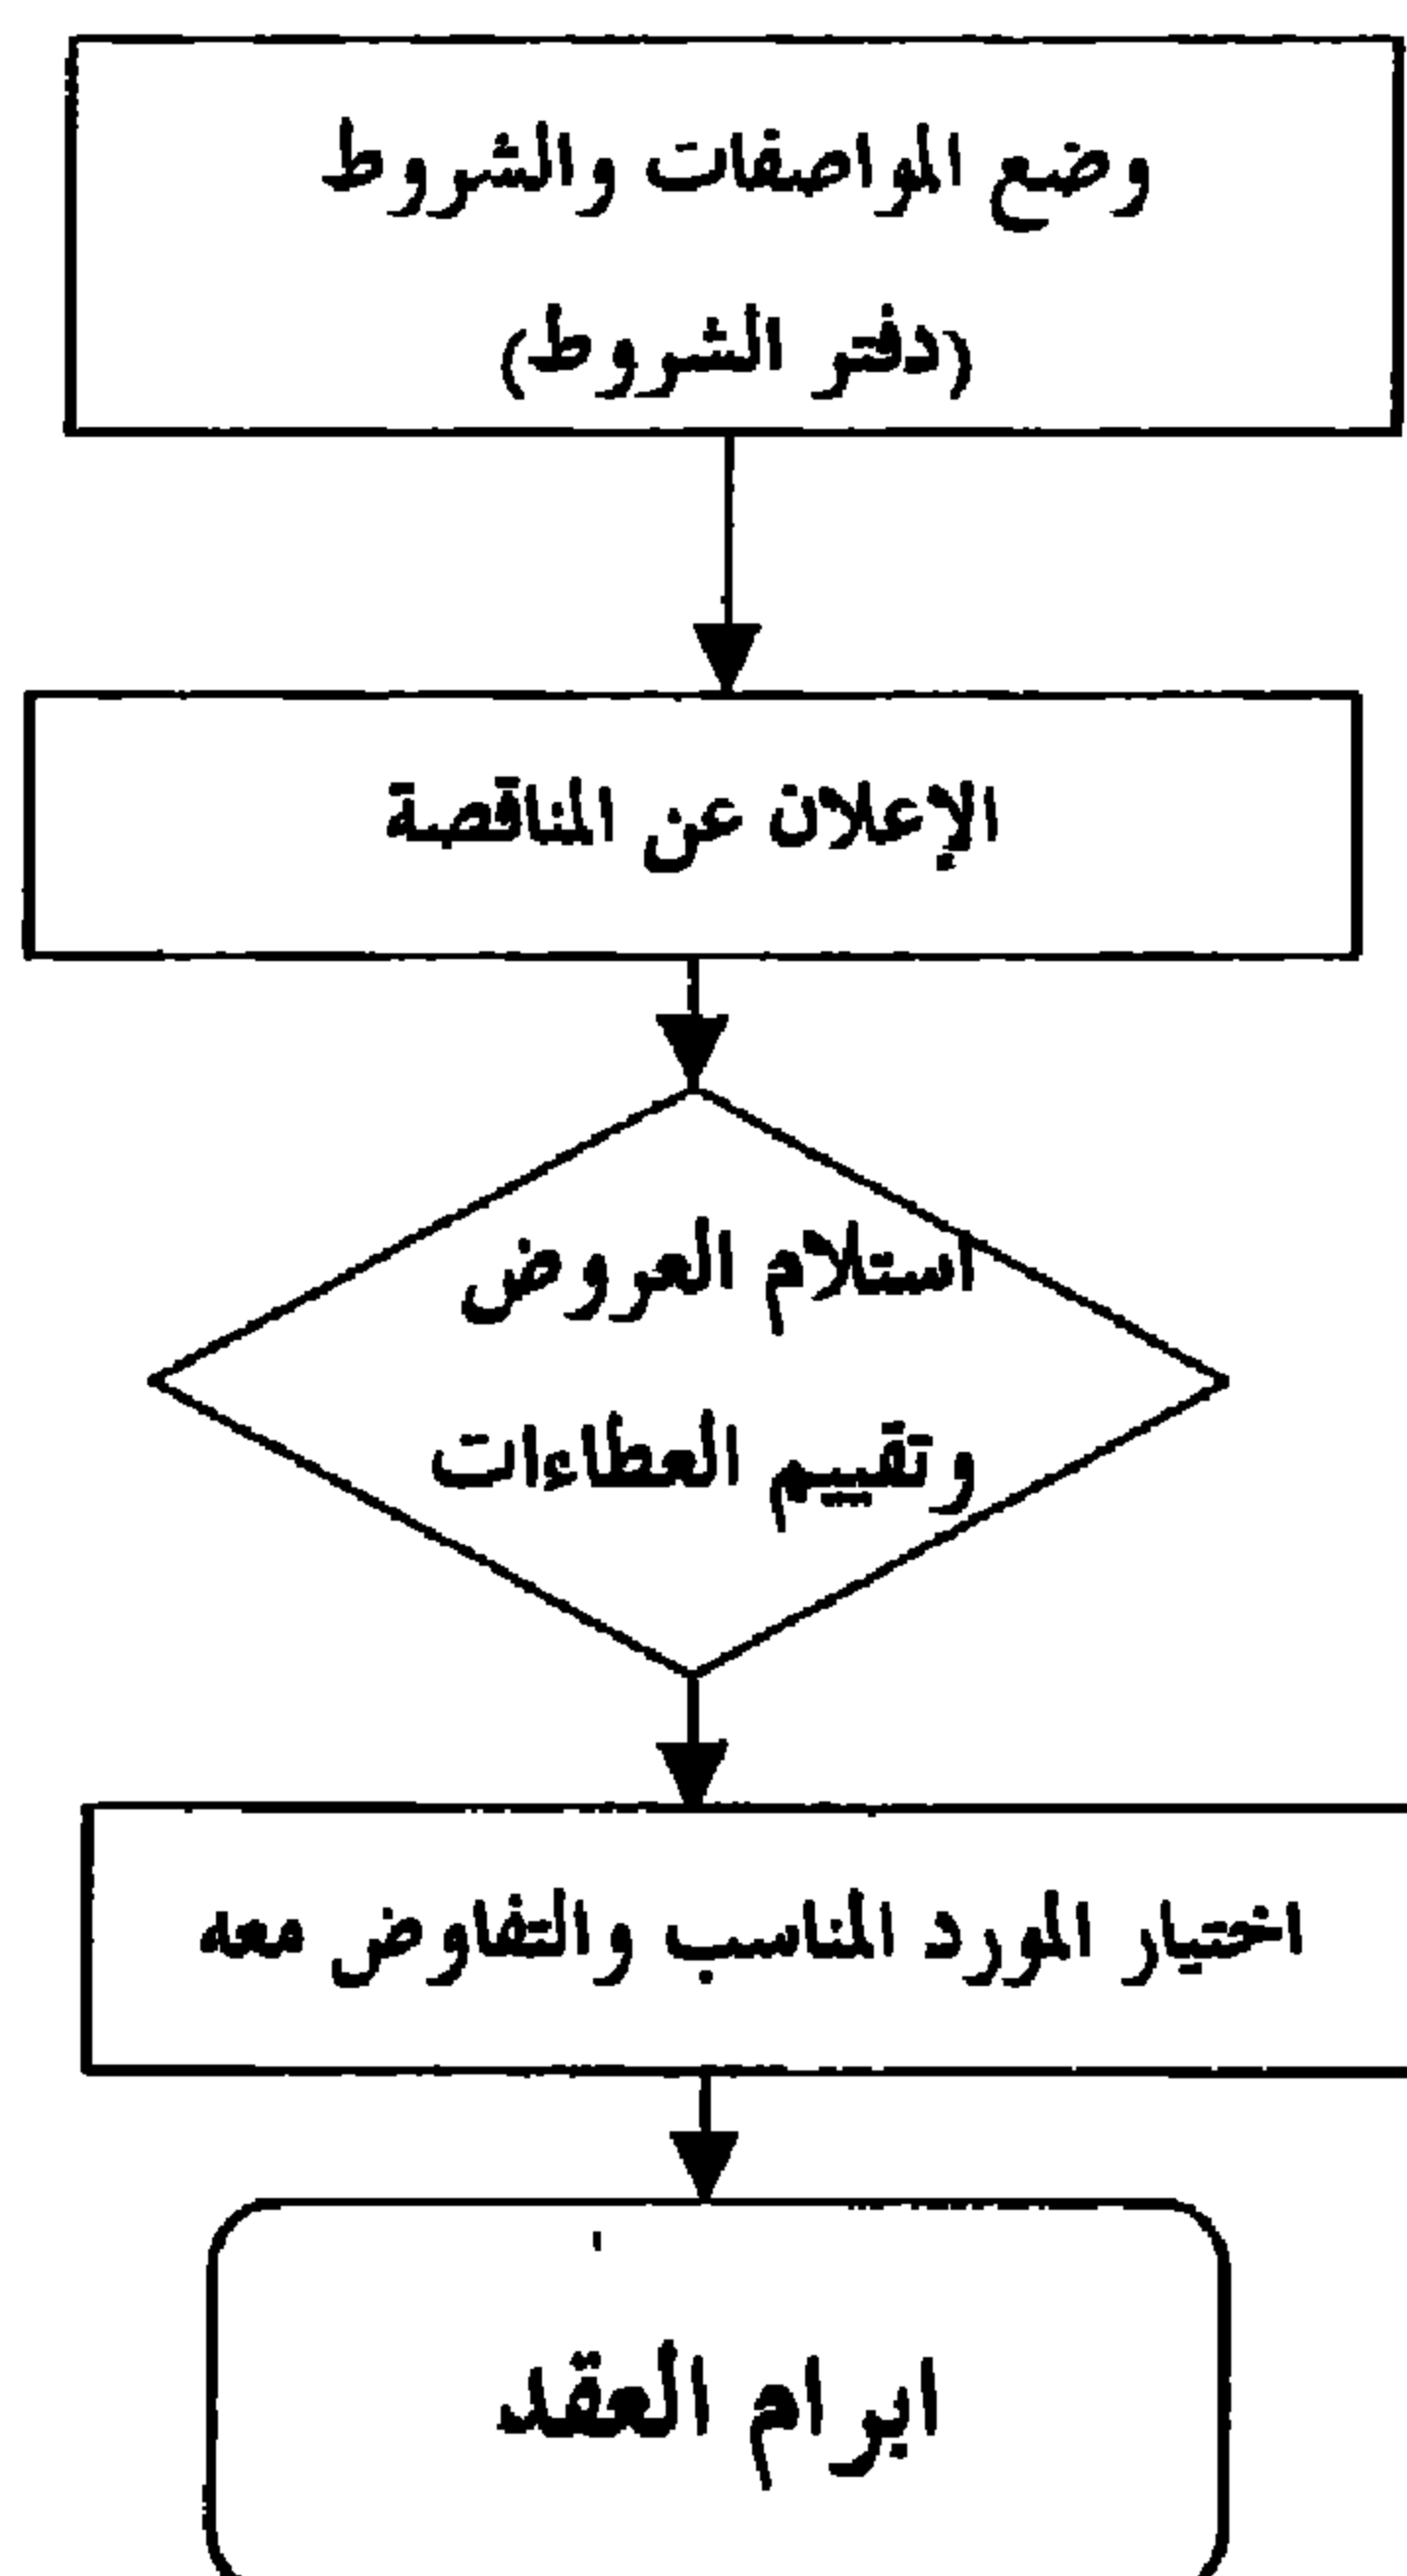 وضع المواصفات والشروط
(دفتر الشروط)
الإعلان عن المناقصة
استلام العروض
وتقييم العطاءات
اختيار المورد المناسب والتفاوض معه
ابرام العقد